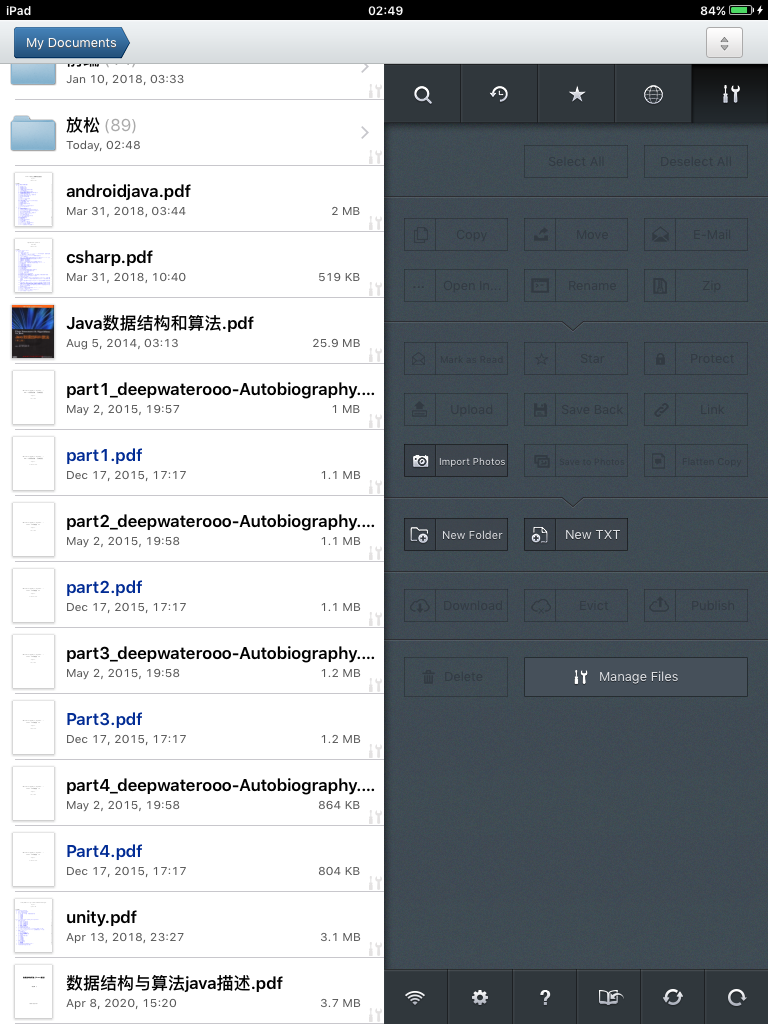 iPad
02:49
84%
My Documents
Jan 10, 2018, 03:33
放松 (89)
Today, 02:48
androidjava.pdf
Mar 31, 2018, 03:44
2 MB
csharp.pdf
Mar 31, 2018, 10:40
519 KB
Java数据结构和算法.pdf
Aug 5, 2014, 03:13
25.9 MB
part1_deepwaterooo-Autobiography....
May 2, 2015, 19:57
1 MB
part1.pdf
Dec 17, 2015, 17:17
1.1 MB
part2_deepwaterooo-Autobiography....
May 2, 2015, 19:58
1.1 MB
part2.pdf
Dec 17, 2015, 17:17
1.1 MB
part3_deepwaterooo-Autobiography....
May 2, 2015, 19:58
1.2 MB
Part3.pdf
Dec 17, 2015, 17:17
1.2 MB
part4_deepwaterooo-Autobiography....
May 2, 2015, 19:58
864 KB
Part4.pdf
Dec 17, 2015, 17:17
804 KB
unity.pdf
Apr 13, 2018, 23:27
3.1 MB
数据结构与算法java描述.pdf
Apr 8, 2020, 15:20
3.7 MB
Select All
Deselect All
Copy
Move
E-Mail
Open In...
Rename
Zip
Mark as Read
Star
Protect
Upload
Save Back
Link
Import Photos
Save to Photos
Flatten Copy
New Folder
New TXT
Download
Evict
Publish
Delete
Manage Files